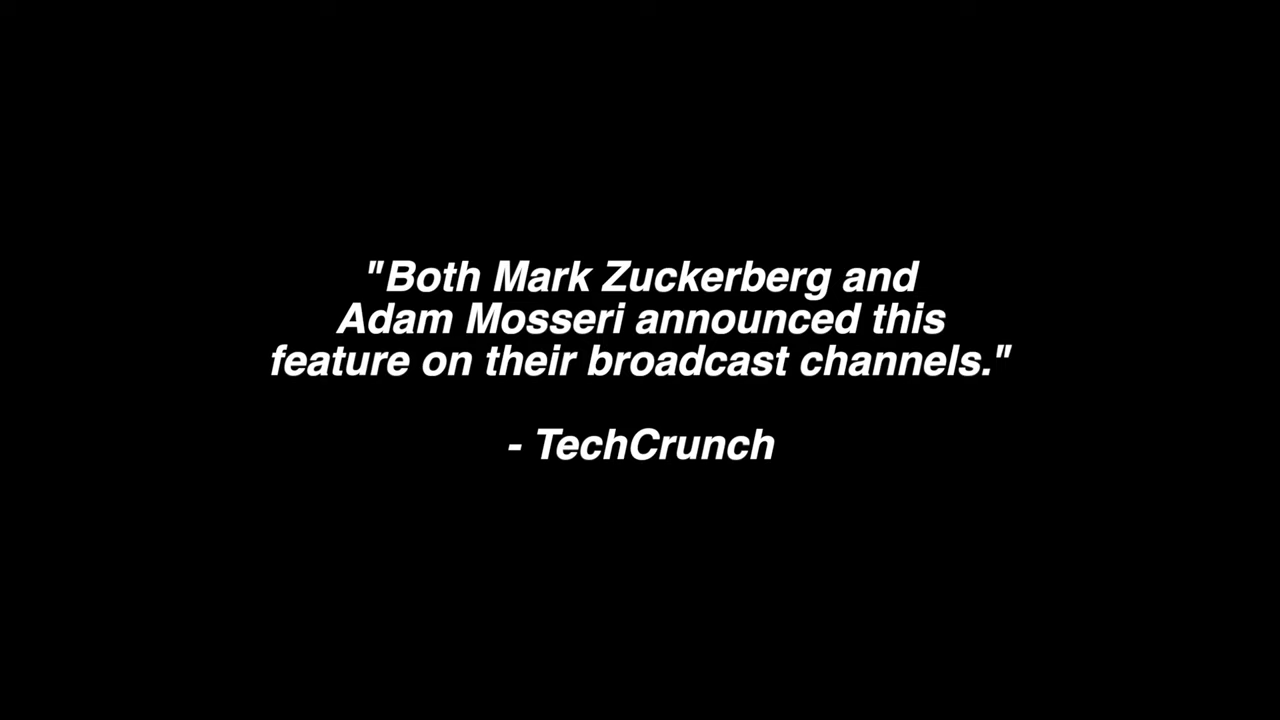 "Both Mark Zuckerberg and
Adam Mosseri announced this
feature on their broadcast channels."
- TechCrunch